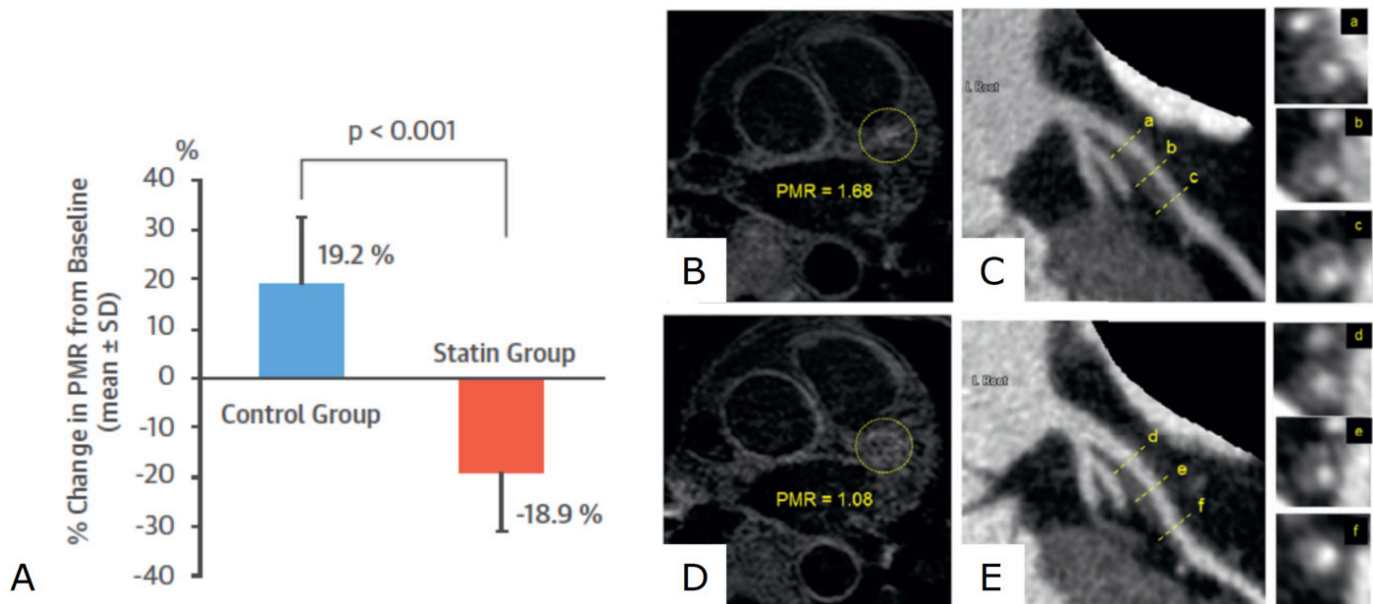 p < 0.001
%
40
30
20
10
0
-10
-20
-30
-40
% Change in PMR from Baseline
(mean ± SD)
19.2 %
Control Group
Statin Group
-18.9 %
A
PMR = 1.68
B
L Root
a
b
c
C
a
b
c
PMR = 1.08
D
L Root
d
e
f
E
d
e
f